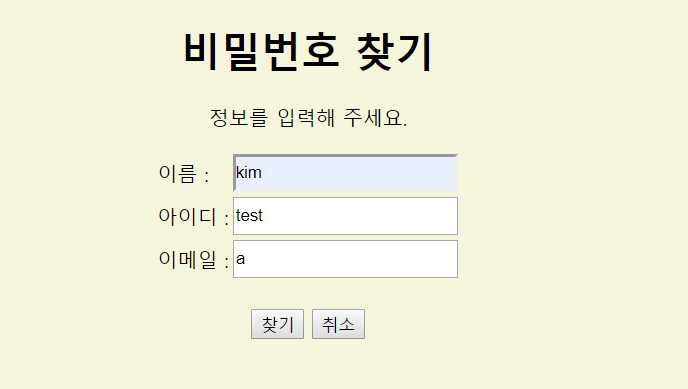 비밀번호 찾기
정보를 입력해 주세요.
이름 : kim
아이디 : test
이메일 : a
찾기 취소